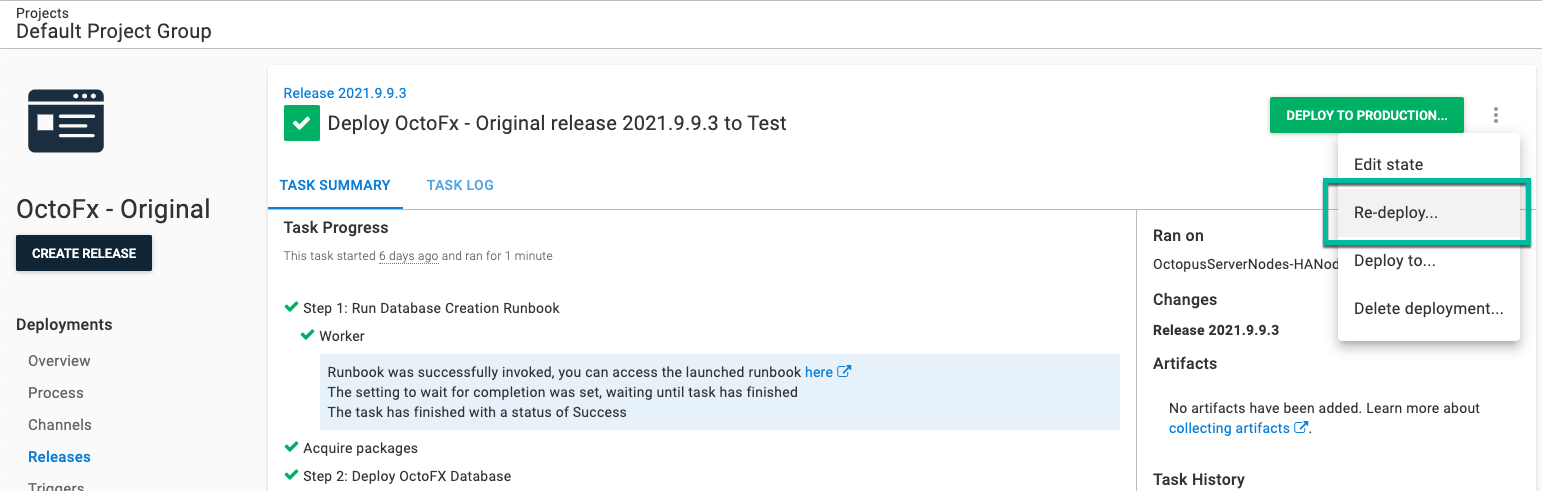 Projects
Default Project Group
OctoFx - Original
CREATE RELEASE
Deployments
Overview
Process
Channels
Releases
Triggers
Release 2021.9.9.3
Deploy OctoFx - Original release 2021.9.9.3 to Test
DEPLOY TO PRODUCTION...
Edit state
Re-deploy...
Deploy to...
Delete deployment...
TASK SUMMARY
TASK LOG
Task Progress
This task started 6 days ago and ran for 1 minute
Step 1: Run Database Creation Runbook
Worker
Runbook was successfully invoked, you can access the launched runbook here
The setting to wait for completion was set, waiting until task has finished
The task has finished with a status of Success
Acquire packages
Step 2: Deploy OctoFX Database
Ran on
OctopusServerNodes-HANod
Changes
Release 2021.9.9.3
Artifacts
No artifacts have been added. Learn more about
collecting artifacts.
Task History